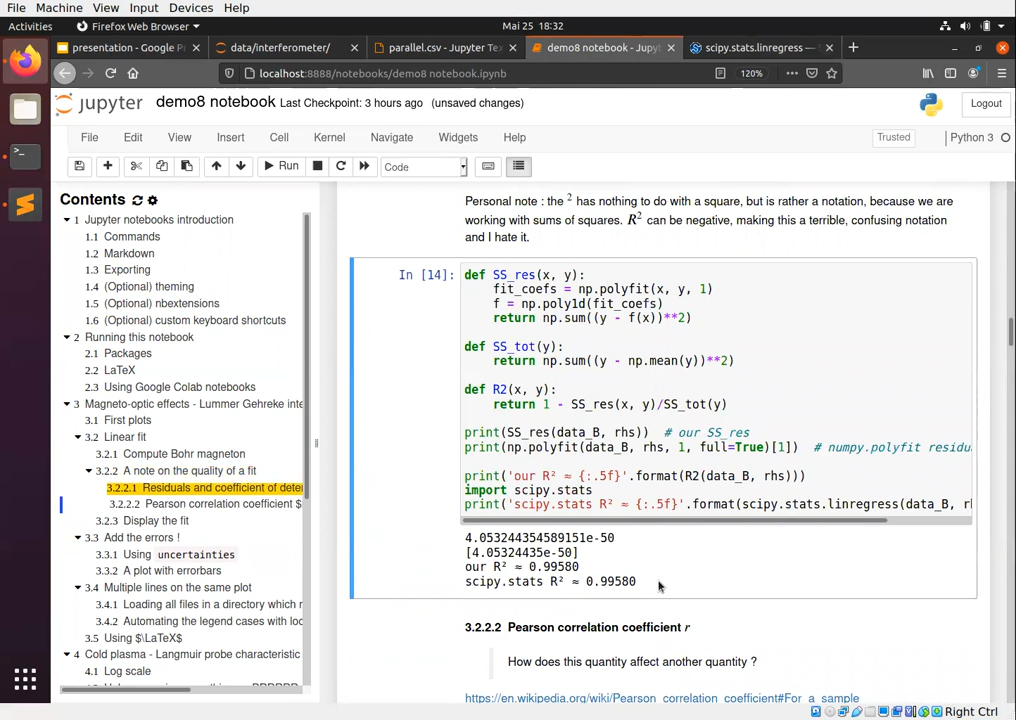 File Machine View Input Devices Help
Activities Firefox Web Browser Mai 25 18:32
presentation - Google P data/interferometer/ parallel.csv - Jupyter Te demo8 notebook - Jupy scipy.stats.linregress —
localhost:8888/notebooks/demo8 notebook.ipynb 120%
jupyter demo8 notebook Last Checkpoint: 3 hours ago (unsaved changes) Logout
File Edit View Insert Cell Kernel Navigate Widgets Help Trusted Python 3
Run Code
Contents
1 Jupyter notebooks introduction
1.1 Commands
1.2 Markdown
1.3 Exporting
1.4 (Optional) theming
1.5 (Optional) nbextensions
1.6 (Optional) custom keyboard shortcuts
2 Running this notebook
2.1 Packages
2.2 LaTeX
2.3 Using Google Colab notebooks
3 Magneto-optic effects - Lummer Gehreke inte
3.1 First plots
3.2 Linear fit
3.2.1 Compute Bohr magneton
3.2.2 A note on the quality of a fit
3.2.2.1 Residuals and coefficient of deter
3.2.2.2 Pearson correlation coefficient $
3.2.3 Display the fit
3.3 Add the errors !
3.3.1 Using uncertainties
3.3.2 A plot with errorbars
3.4 Multiple lines on the same plot
3.4.1 Loading all files in a directory which r
3.4.2 Automating the legend cases with loc
3.5 Using $\LaTeX$
4 Cold plasma - Langmuir probe characteristic
4.1 Log scale
Personal note : the ² has nothing to do with a square, but is rather a notation, because we are
working with sums of squares. R² can be negative, making this a terrible, confusing notation
and I hate it.
In [14]: def SS_res(x, y):
fit_coefs = np.polyfit(x, y, 1)
f = np.poly1d(fit_coefs)
return np.sum((y - f(x))**2)
def SS_tot(y):
return np.sum((y - np.mean(y))**2)
def R2(x, y):
return 1 - SS_res(x, y)/SS_tot(y)
print(SS_res(data_B, rhs)) # our SS_res
print(np.polyfit(data_B, rhs, 1, full=True)[1]) # numpy.polyfit residu
print('our R² ≈ {:.5f}'.format(R2(data_B, rhs)))
import scipy.stats
print('scipy.stats R² ≈ {:.5f}'.format(scipy.stats.linregress(data_B, rh
4.053244354589151e-50
[4.05324435e-50]
our R² ≈ 0.99580
scipy.stats R² ≈ 0.99580
3.2.2.2 Pearson correlation coefficient r
How does this quantity affect another quantity ?
https://en.wikipedia.org/wiki/Pearson_correlation_coefficient#For_a_sample
Right Ctrl